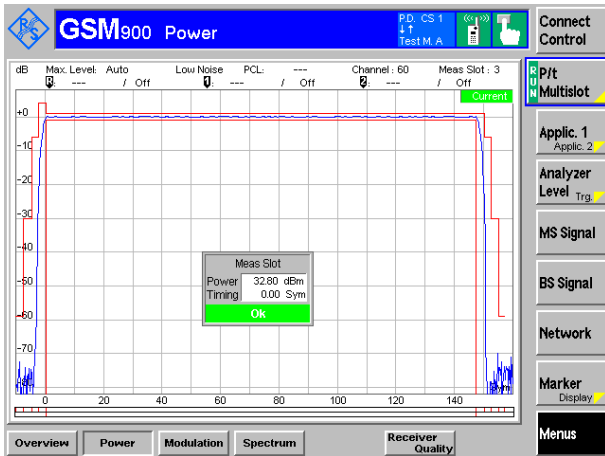 R&S
GSM900 Power
P.D. CS 1
Test M. A
Connect Control
dB Max. Level: Auto Low Noise PCL: --- Channel : 60 Meas Slot : 3
R: --- / Off 1: --- / Off 2: --- / Off
Current
+0
-10
-20
-30
-40
-50
-60
-70
0 20 40 60 80 100 120 140
Meas Slot
Power 32.80 dBm
Timing 0.00 Sym
Ok
RUN
P/t
Multislot
Applic. 1
Applic. 2
Analyzer
Level Trg.
MS Signal
BS Signal
Network
Marker
Display
Menus
Overview Power Modulation Spectrum Receiver Quality